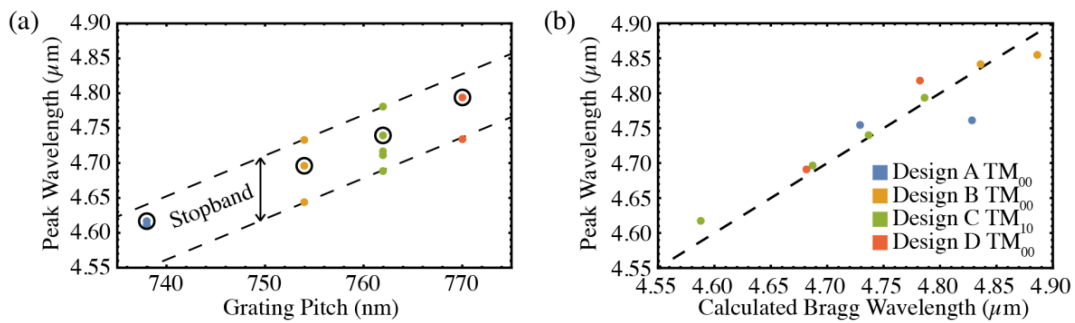 (a)
Peak Wavelength (μm)
4.90
4.85
4.80
4.75
4.70
4.65
4.60
4.55
Stopband
740
750
760
770
Grating Pitch (nm)
(b)
Peak Wavelength (μm)
4.90
4.85
4.80
4.75
4.70
4.65
4.60
4.55
Design A TM₀₀
Design B TM₀₀
Design C TM₁₀
Design D TM₀₀
4.55 4.60 4.65 4.70 4.75 4.80 4.85 4.90
Calculated Bragg Wavelength (μm)